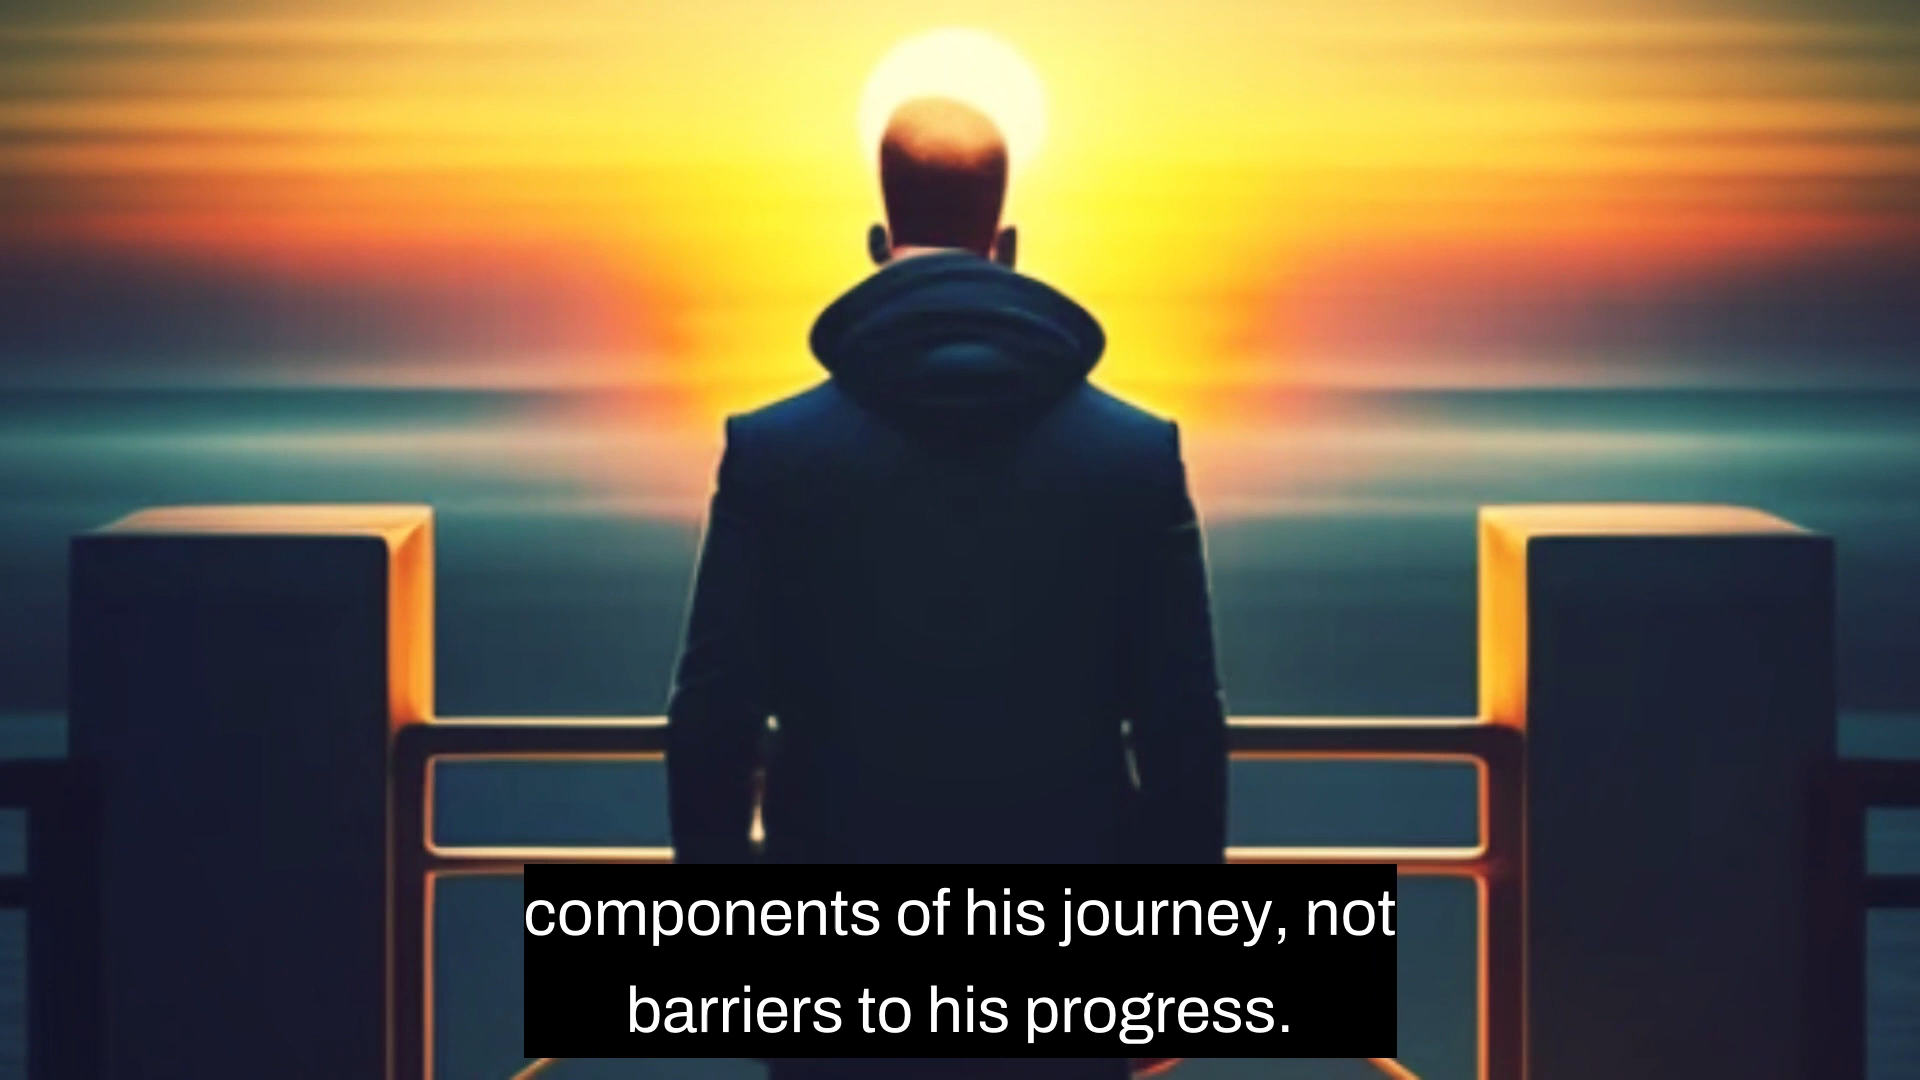 components of his journey, not
barriers to his progress.